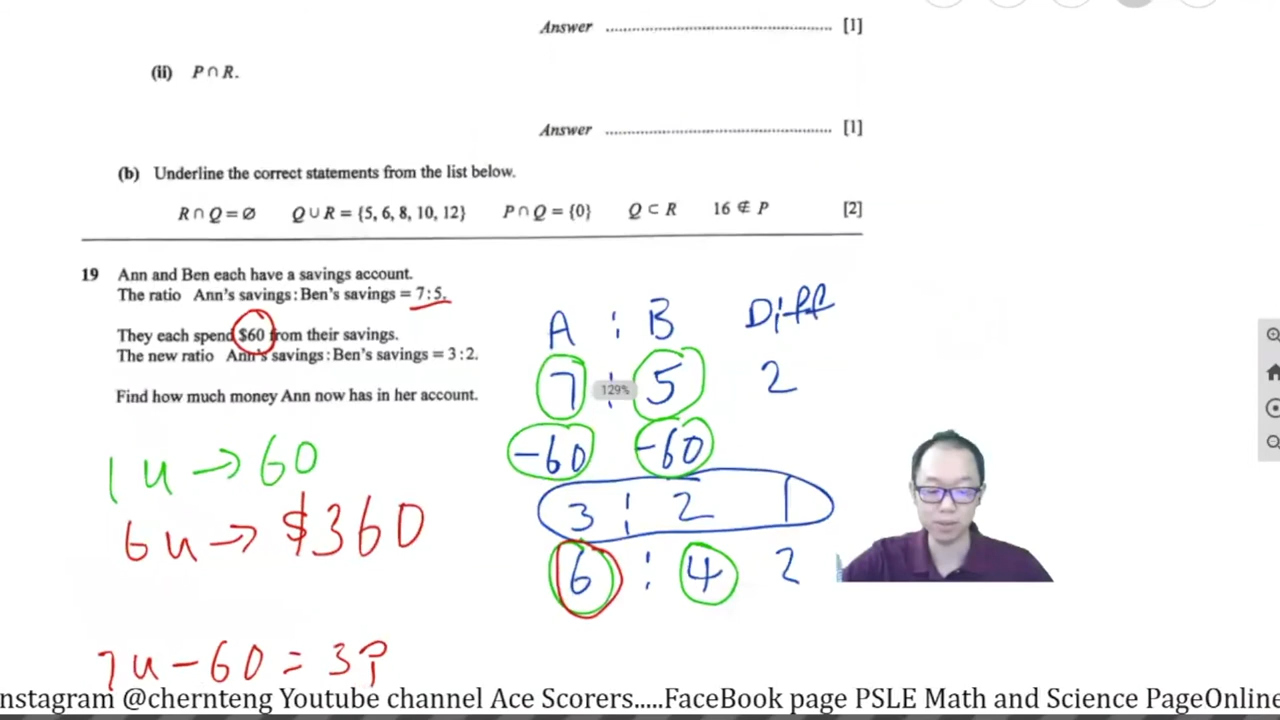 Answer ............................................................ [1]
(ii) P ∩ R.
Answer ............................................................ [1]
(b) Underline the correct statements from the list below.
R ∩ Q = ∅ Q ∪ R = {5, 6, 8, 10, 12} P ∩ Q = {0} Q ⊂ R 16 ∉ P [2]
19 Ann and Ben each have a savings account.
The ratio Ann's savings : Ben's savings = 7 : 5.
They each spend $60 from their savings.
The new ratio Ann's savings : Ben's savings = 3 : 2.
Find how much money Ann now has in her account.
A : B Diff
7 : 5 2
129%
-60 -60
3 : 2 1
6 : 4 2
1u → 60
6u → $360
7u - 60 = 3p
nstagram @chernteng Youtube channel Ace Scorers.....FaceBook page PSLE Math and Science PageOnline